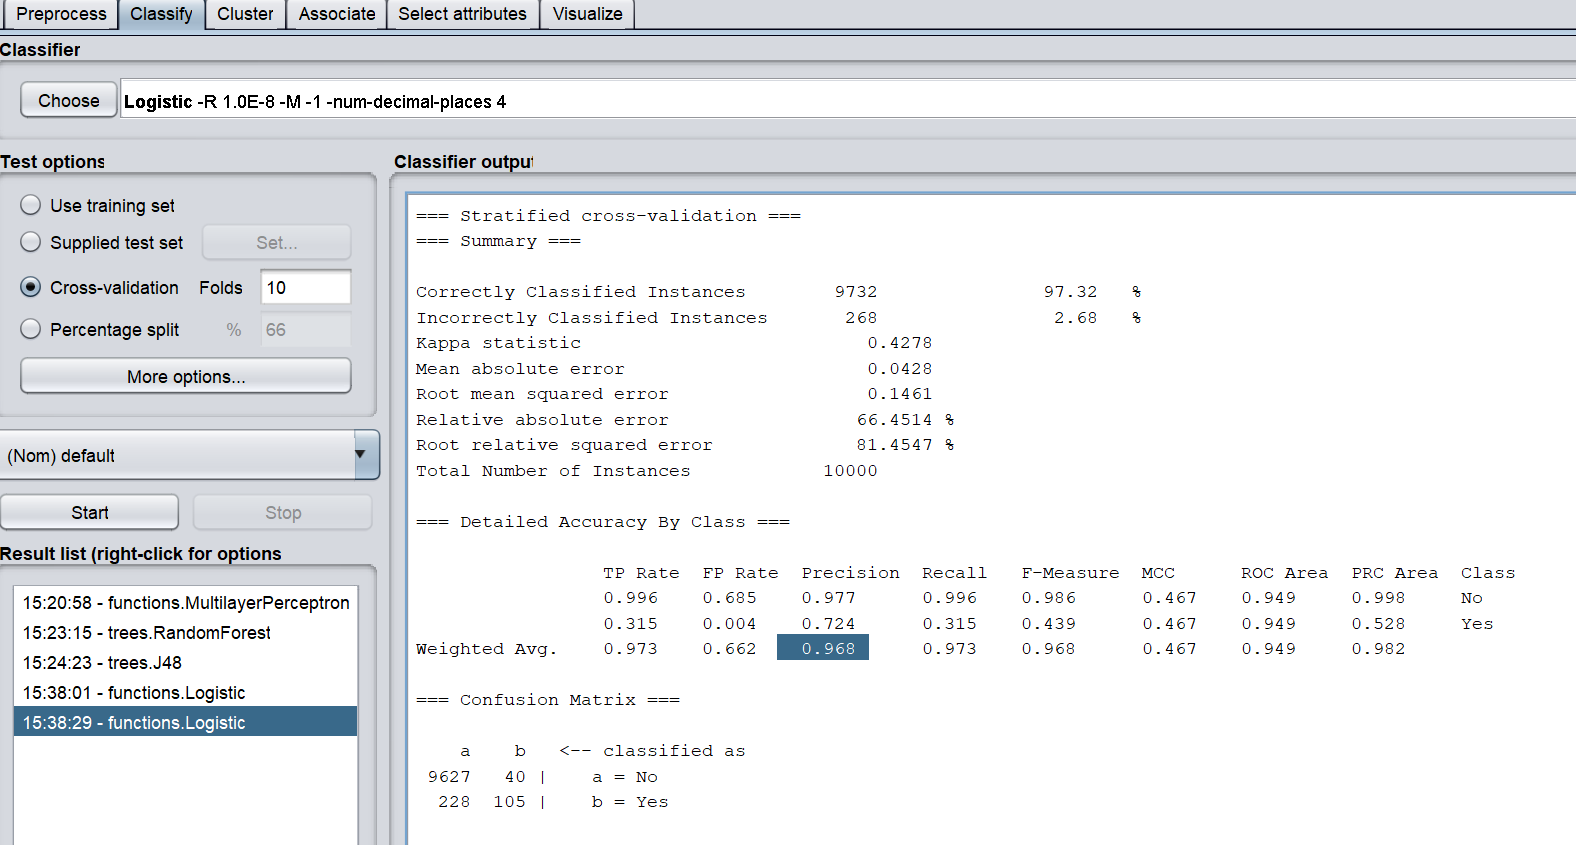 Preprocess Classify Cluster Associate Select attributes Visualize
Classifier
Choose Logistic -R 1.0E-8 -M -1 -num-decimal-places 4
Test options
Use training set
Supplied test set Set...
Cross-validation Folds 10
Percentage split % 66
More options...
(Nom) default
Start Stop
Result list (right-click for options
15:20:58 - functions.MultilayerPerceptron
15:23:15 - trees.RandomForest
15:24:23 - trees.J48
15:38:01 - functions.Logistic
15:38:29 - functions.Logistic
Classifier output
=== Stratified cross-validation ===
=== Summary ===
Correctly Classified Instances 9732 97.32 %
Incorrectly Classified Instances 268 2.68 %
Kappa statistic 0.4278
Mean absolute error 0.0428
Root mean squared error 0.1461
Relative absolute error 66.4514 %
Root relative squared error 81.4547 %
Total Number of Instances 10000
=== Detailed Accuracy By Class ===
TP Rate FP Rate Precision Recall F-Measure MCC ROC Area PRC Area Class
0.996 0.685 0.977 0.996 0.986 0.467 0.949 0.998 No
0.315 0.004 0.724 0.315 0.439 0.467 0.949 0.528 Yes
Weighted Avg. 0.973 0.662 0.968 0.973 0.968 0.467 0.949 0.982
=== Confusion Matrix ===
a b <-- classified as
9627 40 | a = No
228 105 | b = Yes